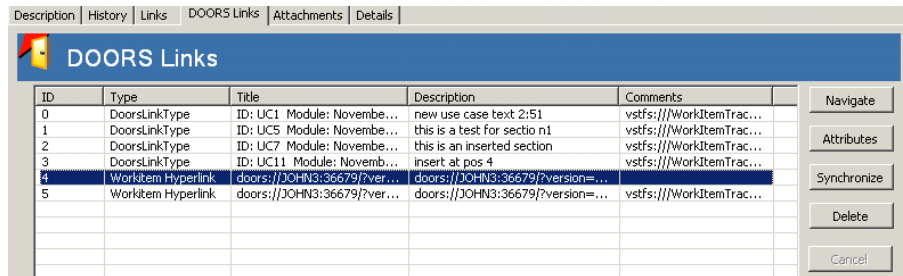 Description History Links DOORS Links Attachments Details
DOORS Links
ID Type Title Description Comments
Navigate
0 DoorsLinkType ID: UC1 Module: Novembe... new use case text 2:51 vstfs:///WorkItemTrac...
1 DoorsLinkType ID: UC5 Module: Novembe... this is a test for sectio n1 vstfs:///WorkItemTrac...
Attributes
2 DoorsLinkType ID: UC7 Module: Novembe... this is an inserted section vstfs:///WorkItemTrac...
3 DoorsLinkType ID: UC11 Module: Novemb... insert at pos 4 vstfs:///WorkItemTrac...
4 Workitem Hyperlink doors://JOHN3:36679/?ver... doors://JOHN3:36679/?version=...
Synchronize
5 Workitem Hyperlink doors://JOHN3:36679/?ver... doors://JOHN3:36679/?version=... vstfs:///WorkItemTrac...
Delete
Cancel